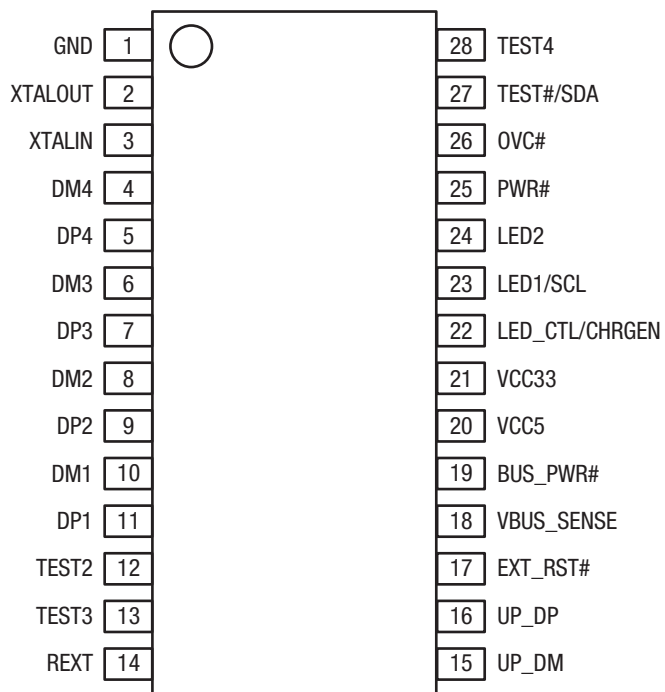 GND 1 28 TEST4
XTALOUT 2 27 TEST#/SDA
XTALIN 3 26 OVC#
DM4 4 25 PWR#
DP4 5 24 LED2
DM3 6 23 LED1/SCL
DP3 7 22 LED_CTL/CHRGEN
DM2 8 21 VCC33
DP2 9 20 VCC5
DM1 10 19 BUS_PWR#
DP1 11 18 VBUS_SENSE
TEST2 12 17 EXT_RST#
TEST3 13 16 UP_DP
REXT 14 15 UP_DM